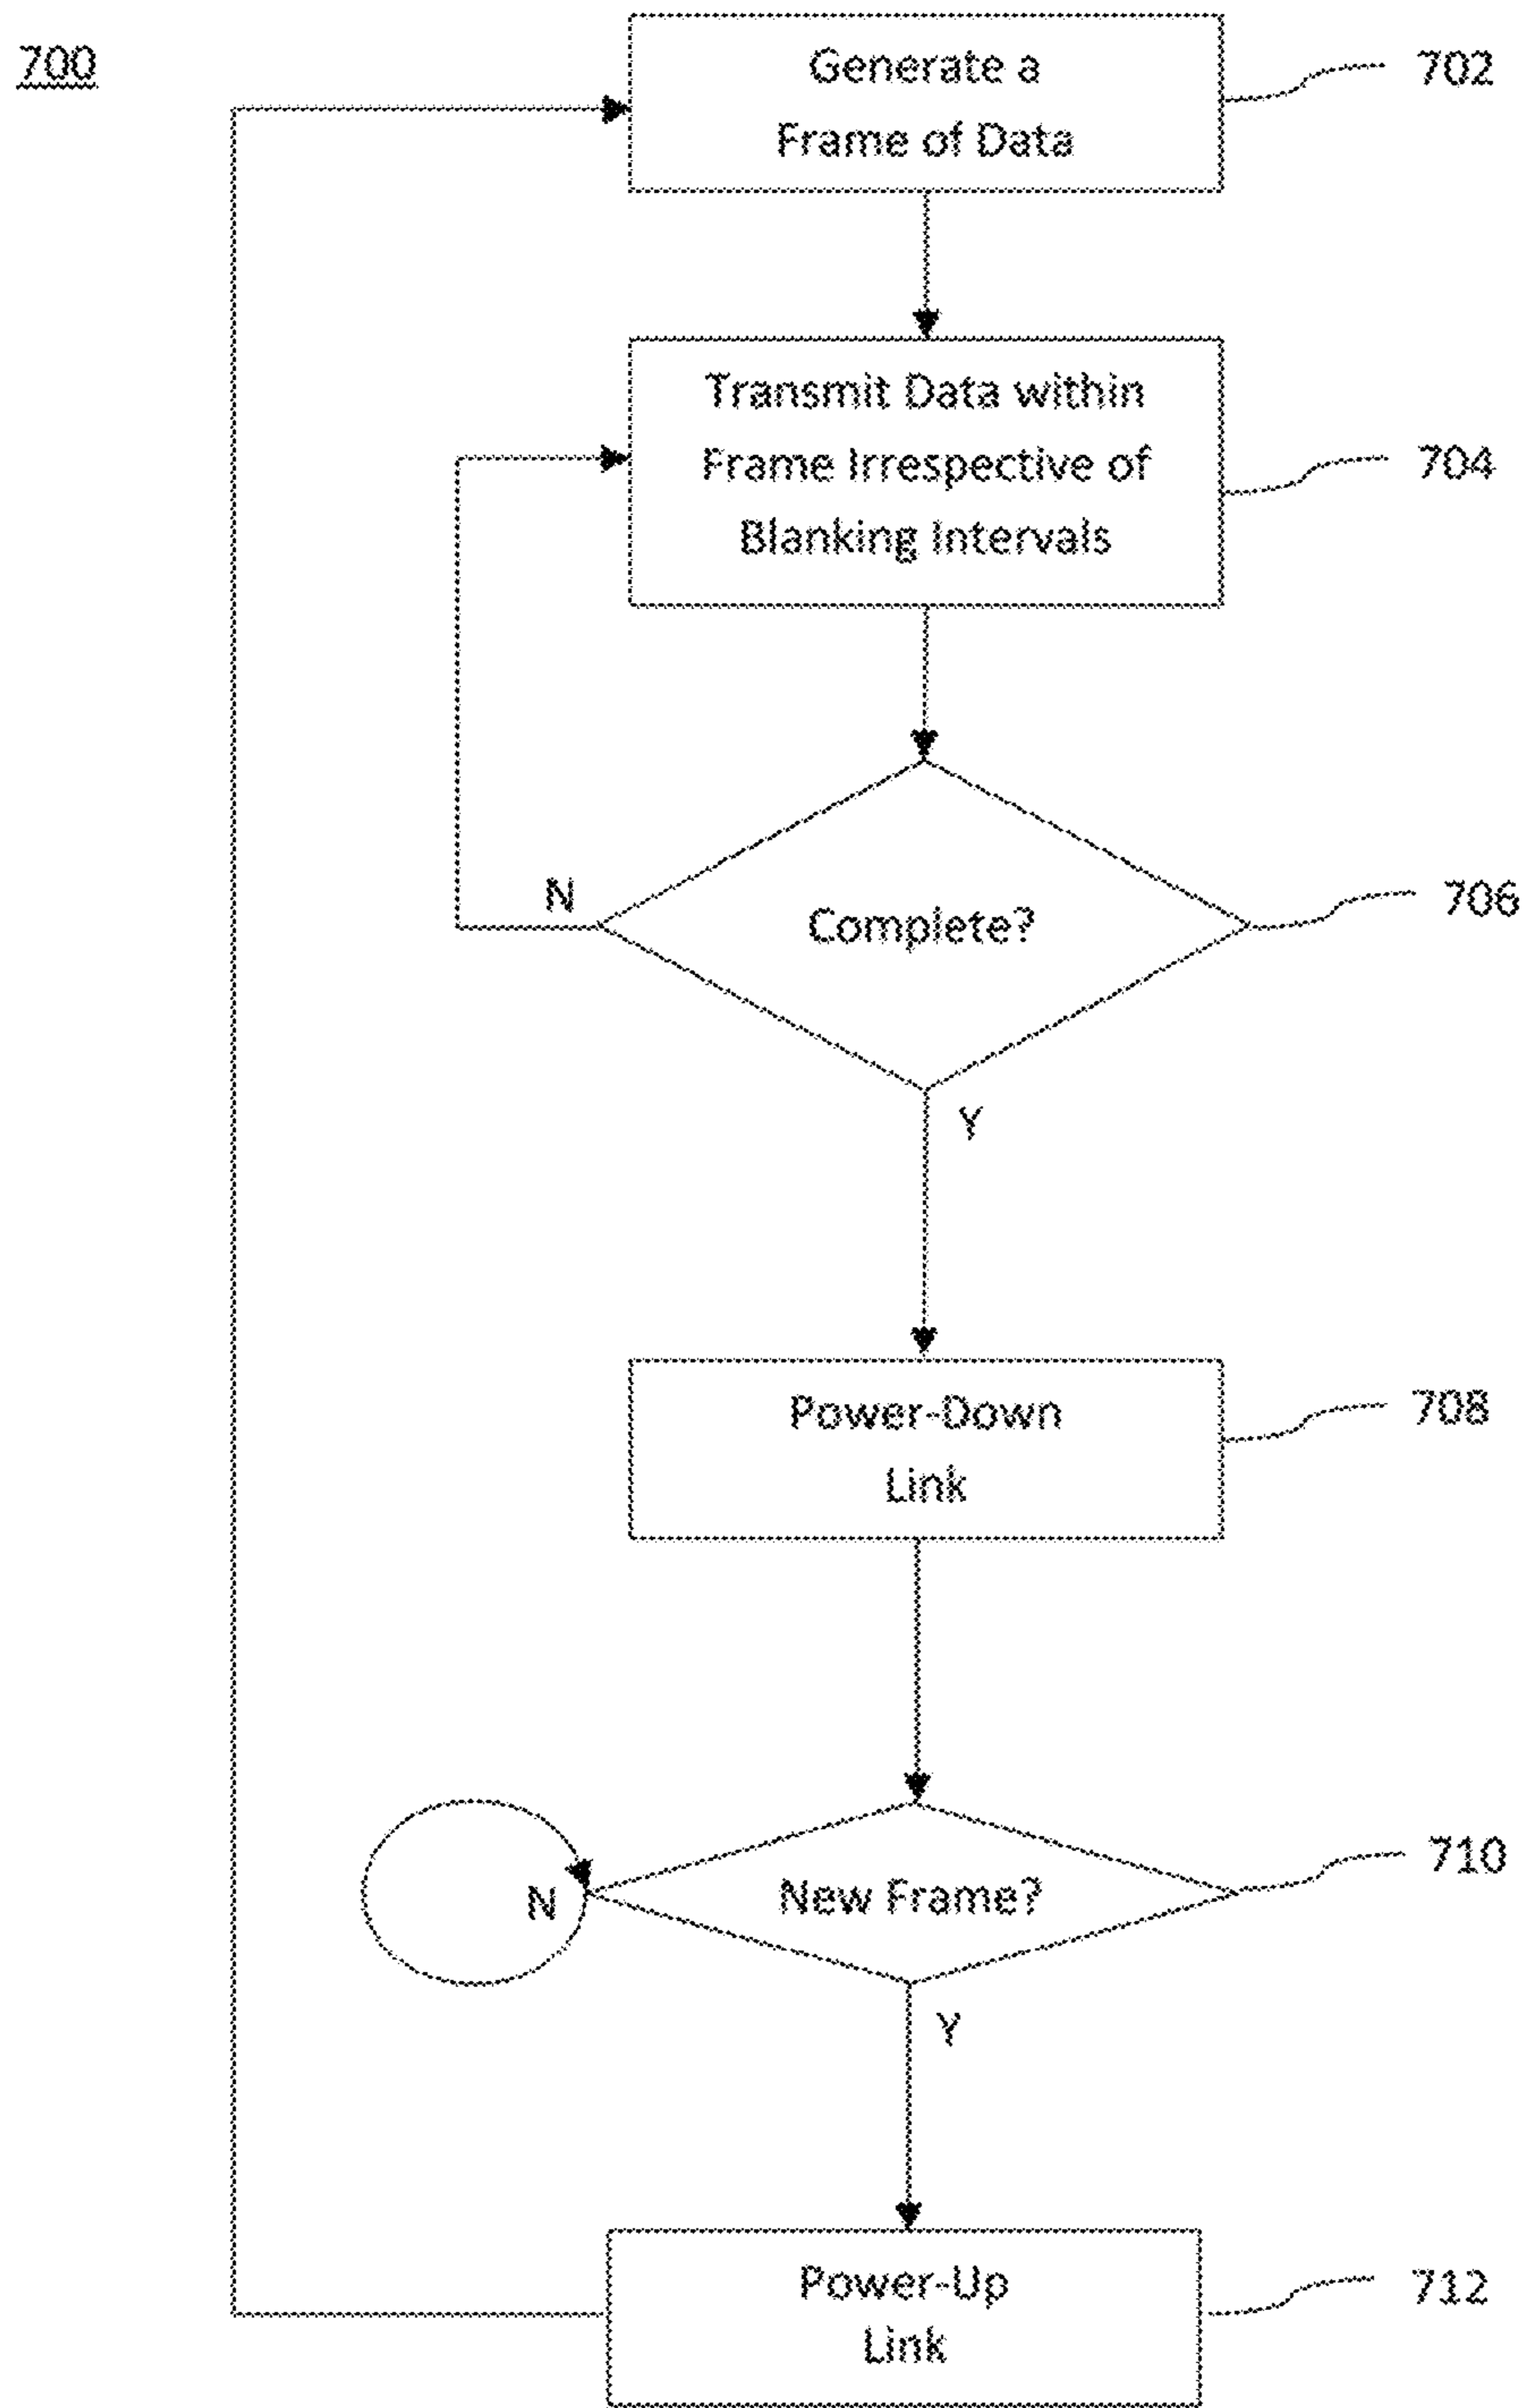 700
Generate a
Frame of Data
702
Transmit Data within
Frame Irrespective of
Blanking Intervals
704
N
Complete?
706
Y
Power-Down
Link
708
N
New Frame?
710
Y
Power-Up
Link
712